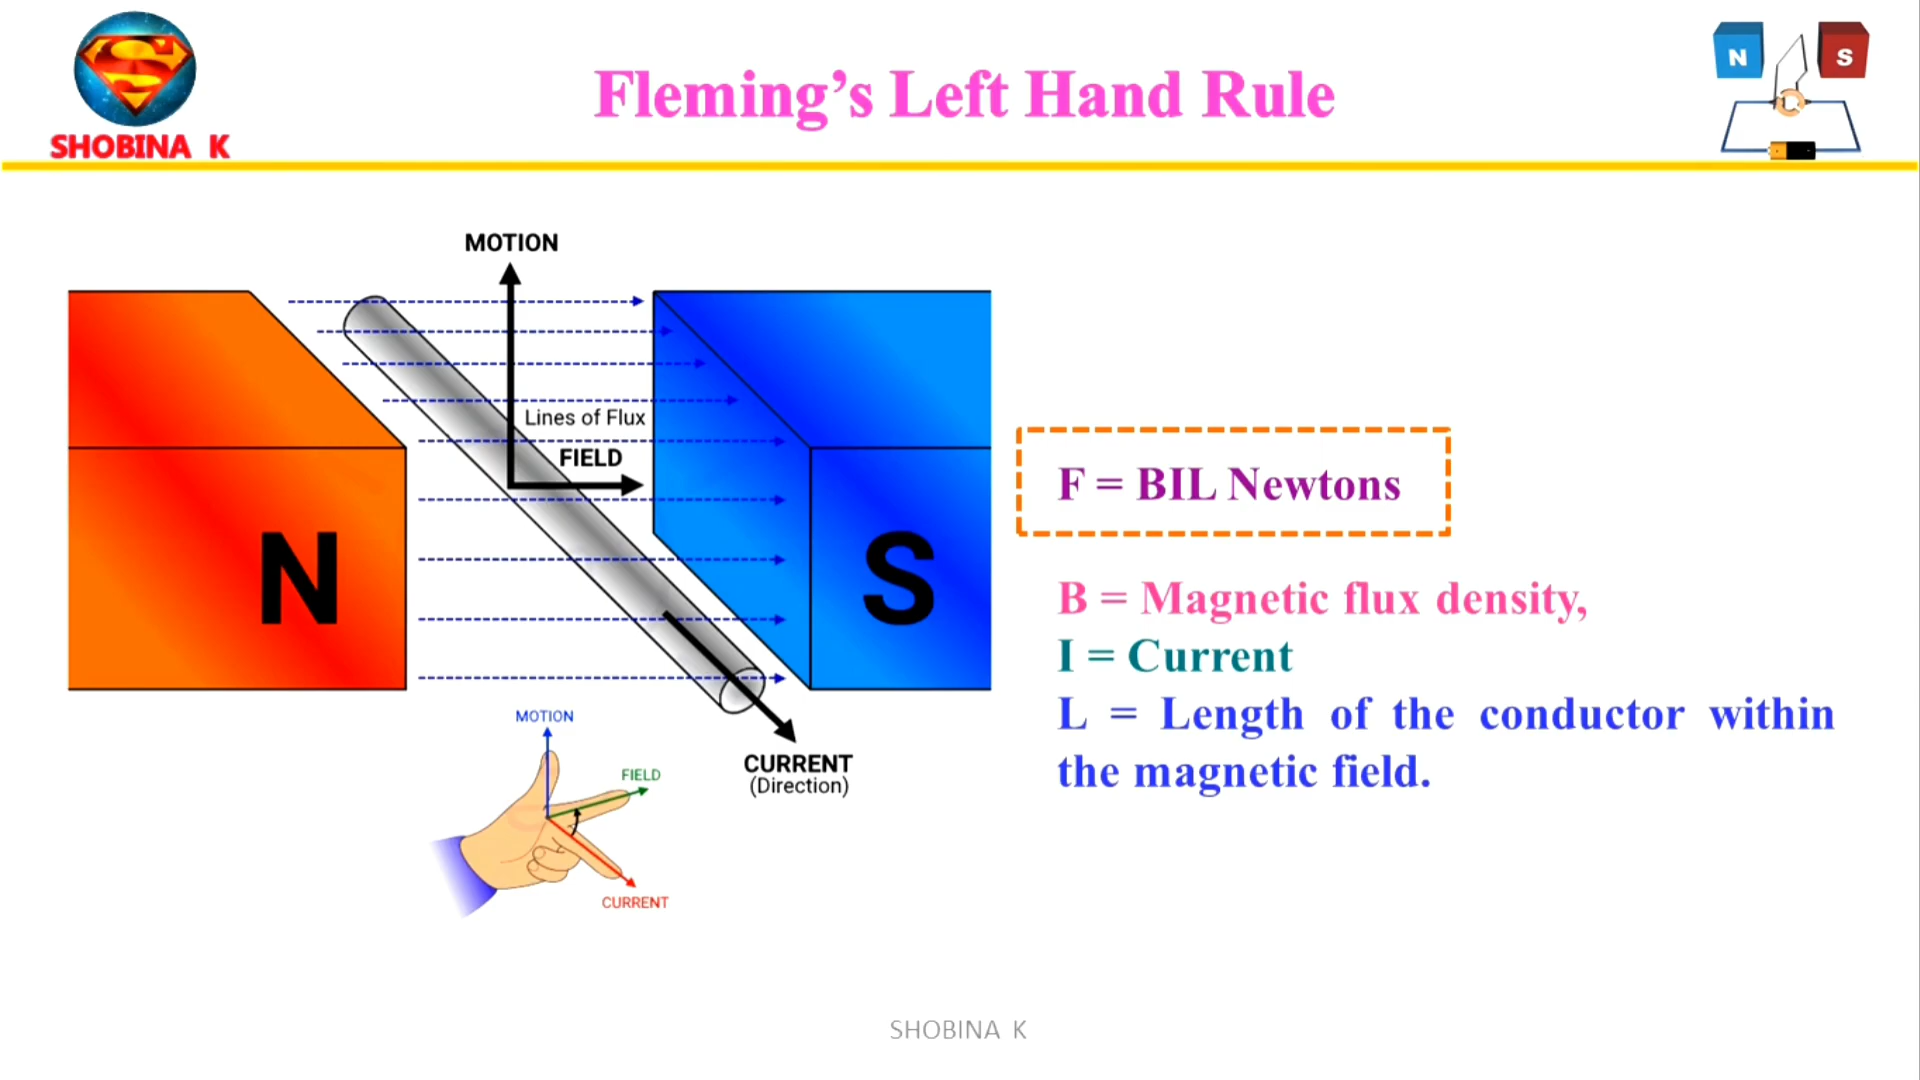 SHOBINA K
Fleming’s Left Hand Rule
N
S
MOTION
Lines of Flux
FIELD
N
S
CURRENT
(Direction)
MOTION
FIELD
CURRENT
F = BIL Newtons
B = Magnetic flux density,
I = Current
L = Length of the conductor within
the magnetic field.
SHOBINA K